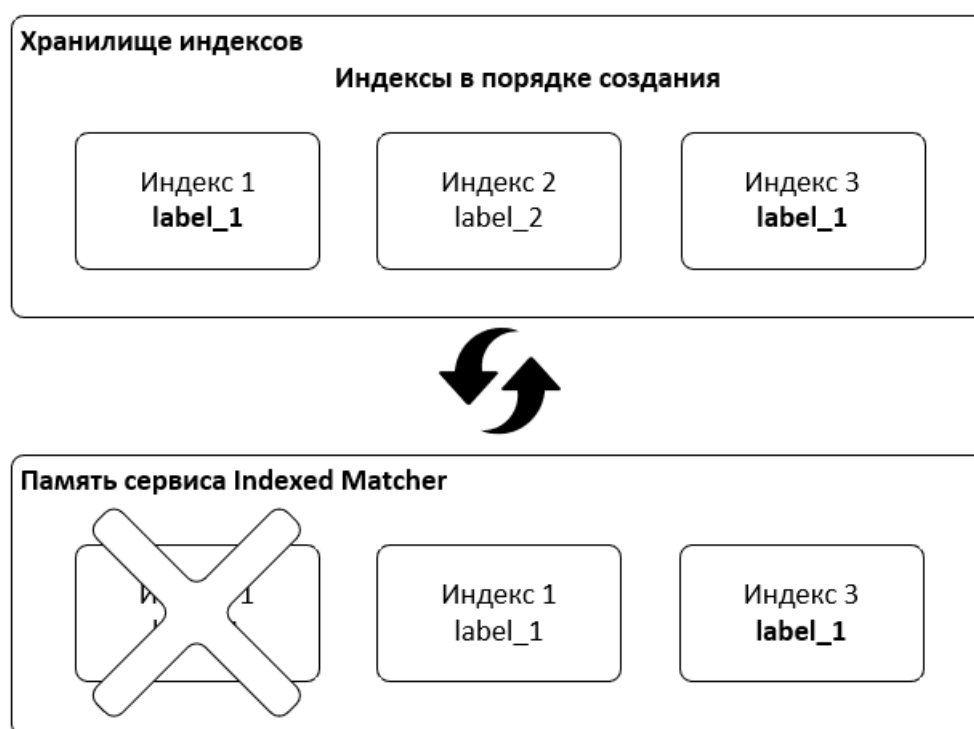 Хранилище индексов
Индексы в порядке создания
Индекс 1
label_1
Индекс 2
label_2
Индекс 3
label_1
Память сервиса Indexed Matcher
Индекс 1
label_1
Индекс 3
label_1